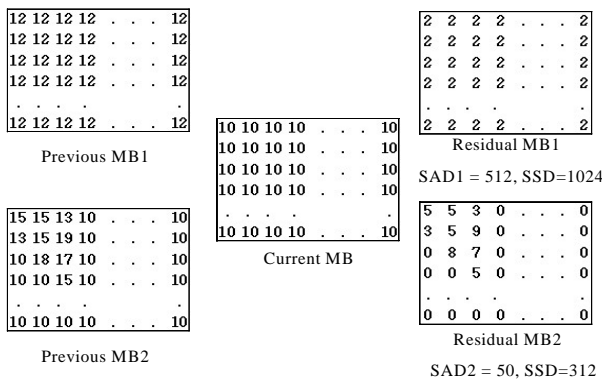 12 12 12 12 . . . 12
12 12 12 12 . . . 12
12 12 12 12 . . . 12
12 12 12 12 . . . 12
. . . . .
12 12 12 12 . . . 12
Previous MB1
15 15 13 10 . . . 10
13 15 19 10 . . . 10
10 18 17 10 . . . 10
10 10 15 10 . . . 10
. . . . .
10 10 10 10 . . . 10
Previous MB2
10 10 10 10 . . . 10
10 10 10 10 . . . 10
10 10 10 10 . . . 10
10 10 10 10 . . . 10
. . . . .
10 10 10 10 . . . 10
Current MB
2 2 2 2 . . . 2
2 2 2 2 . . . 2
2 2 2 2 . . . 2
2 2 2 2 . . . 2
. . . . .
2 2 2 2 . . . 2
Residual MB1
SAD1 = 512, SSD=1024
5 5 3 0 . . . 0
3 5 9 0 . . . 0
0 8 7 0 . . . 0
0 0 5 0 . . . 0
. . . . .
0 0 0 0 . . . 0
Residual MB2
SAD2 = 50, SSD=312